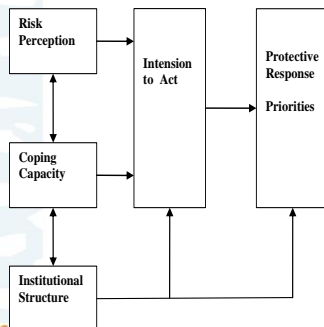 Risk
Perception
Intension
to Act
Protective
Response
Priorities
Coping
Capacity
Institutional
Structure